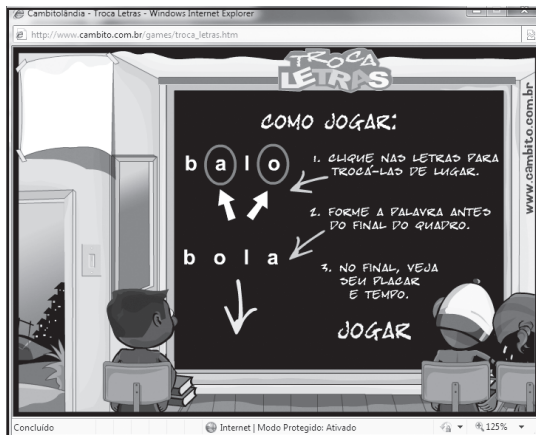 Cambitolândia - Troca Letras - Windows Internet Explorer
http://www.cambito.com.br/games/troca_letras.htm
TROCA
LETRAS
COMO JOGAR:
b a l o
1. CLIQUE NAS LETRAS PARA
TROCÁ-LAS DE LUGAR.
2. FORME A PALAVRA ANTES
DO FINAL DO QUADRO.
b o l a
3. NO FINAL, VEJA
SEU PLACAR
E TEMPO.
JOGAR
www.cambito.com.br
Concluído
Internet | Modo Protegido: Ativado
125%